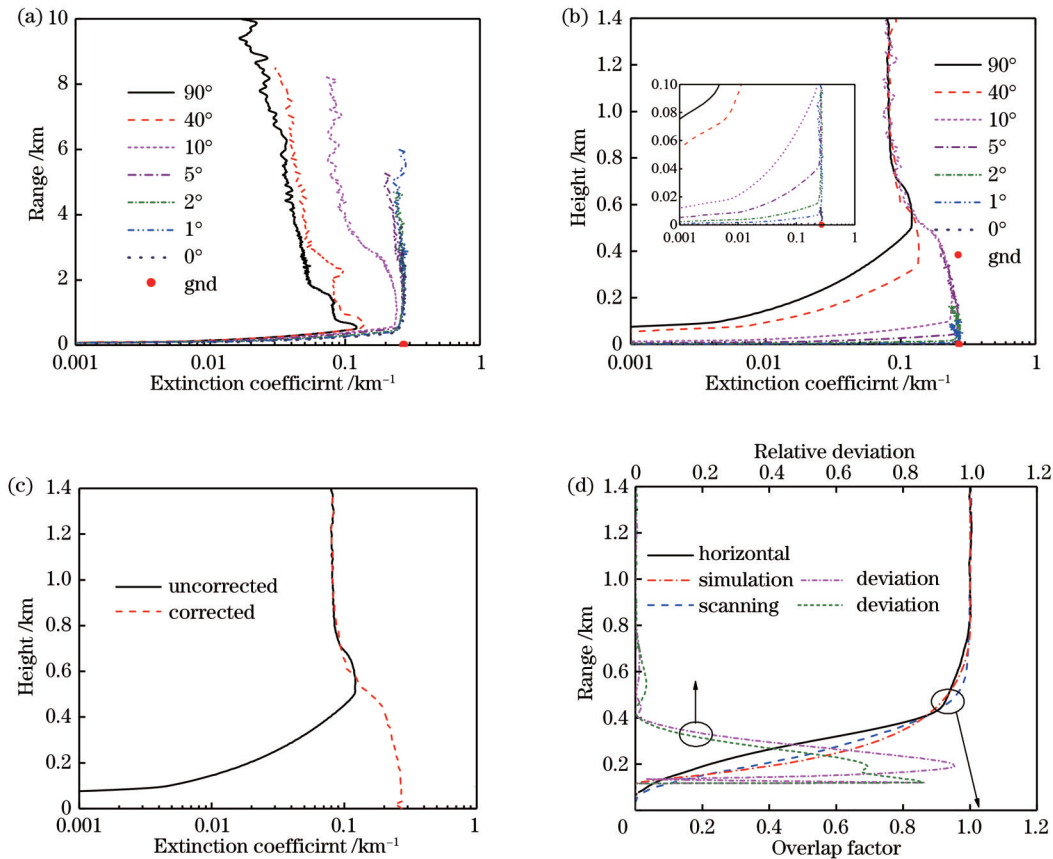 (a)
10
8
6
4
2
0
Range /km
90°
40°
10°
5°
2°
1°
0°
gnd
0.001
0.01
0.1
1
Extinction coefficirnt /km⁻¹
(b)
1.4
1.2
1.0
0.8
0.6
0.4
0.2
0
Height /km
0.10
0.08
0.06
0.04
0.02
0
0.001
0.01
0.1
1
90°
40°
10°
5°
2°
1°
0°
gnd
0.001
0.01
0.1
1
Extinction coefficirnt /km⁻¹
(c)
1.4
1.2
1.0
0.8
0.6
0.4
0.2
0
Height /km
uncorrected
corrected
0.001
0.01
0.1
1
Extinction coefficirnt /km⁻¹
(d)
Relative deviation
0 0.2 0.4 0.6 0.8 1.0 1.2
1.4
1.2
1.0
0.8
0.6
0.4
0.2
Range /km
horizontal
simulation deviation
scanning deviation
0 0.2 0.4 0.6 0.8 1.0 1.2
Overlap factor